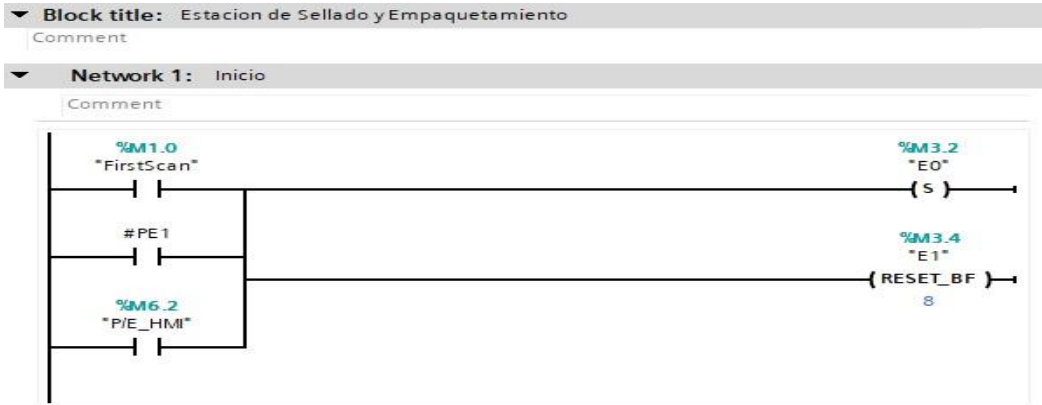 Block title: Estacion de Sellado y Empaquetamiento
Comment
Network 1: Inicio
Comment
%M1.0
"FirstScan"
%M3.2
"E0"
( S )
#PE1
%M3.4
"E1"
( RESET_BF )
8
%M6.2
"P/E_HMI"